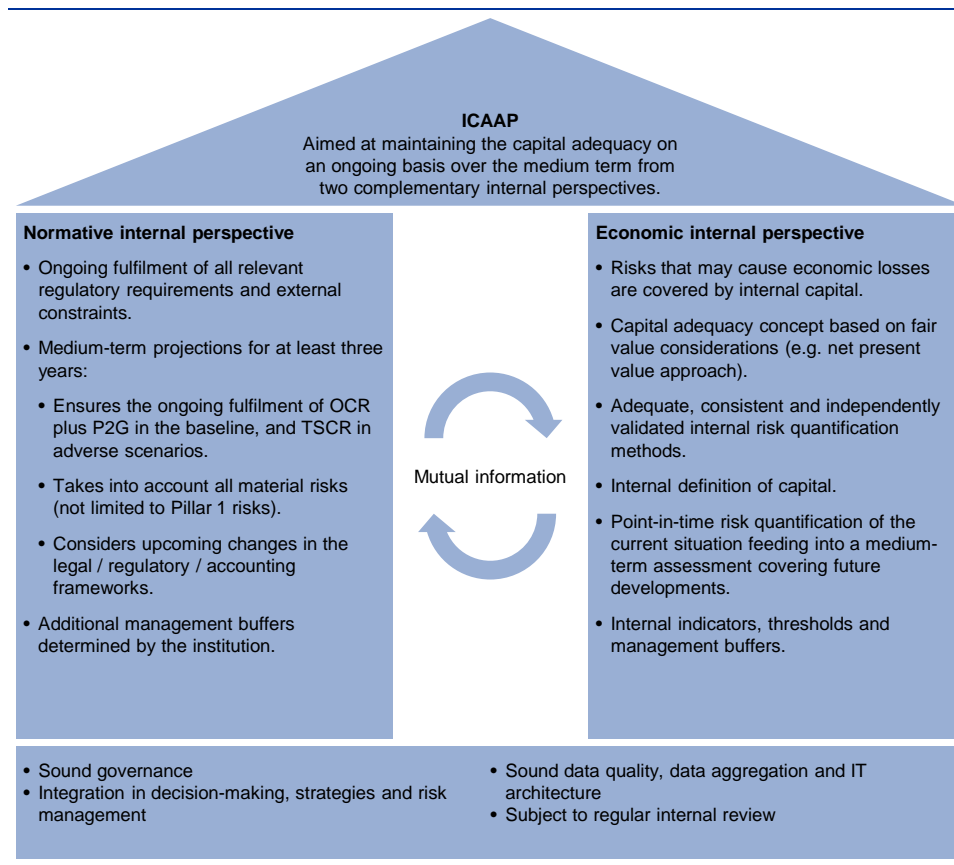 ICAAP
Aimed at maintaining the capital adequacy on
an ongoing basis over the medium term from
two complementary internal perspectives.
Normative internal perspective
• Ongoing fulfilment of all relevant
regulatory requirements and external
constraints.
• Medium-term projections for at least three
years:
• Ensures the ongoing fulfilment of OCR
plus P2G in the baseline, and TSCR in
adverse scenarios.
• Takes into account all material risks
(not limited to Pillar 1 risks).
• Considers upcoming changes in the
legal / regulatory / accounting
frameworks.
• Additional management buffers
determined by the institution.
Mutual information
Economic internal perspective
• Risks that may cause economic losses
are covered by internal capital.
• Capital adequacy concept based on fair
value considerations (e.g. net present
value approach).
• Adequate, consistent and independently
validated internal risk quantification
methods.
• Internal definition of capital.
• Point-in-time risk quantification of the
current situation feeding into a medium-
term assessment covering future
developments.
• Internal indicators, thresholds and
management buffers.
• Sound governance
• Integration in decision-making, strategies and risk
management
• Sound data quality, data aggregation and IT
architecture
• Subject to regular internal review